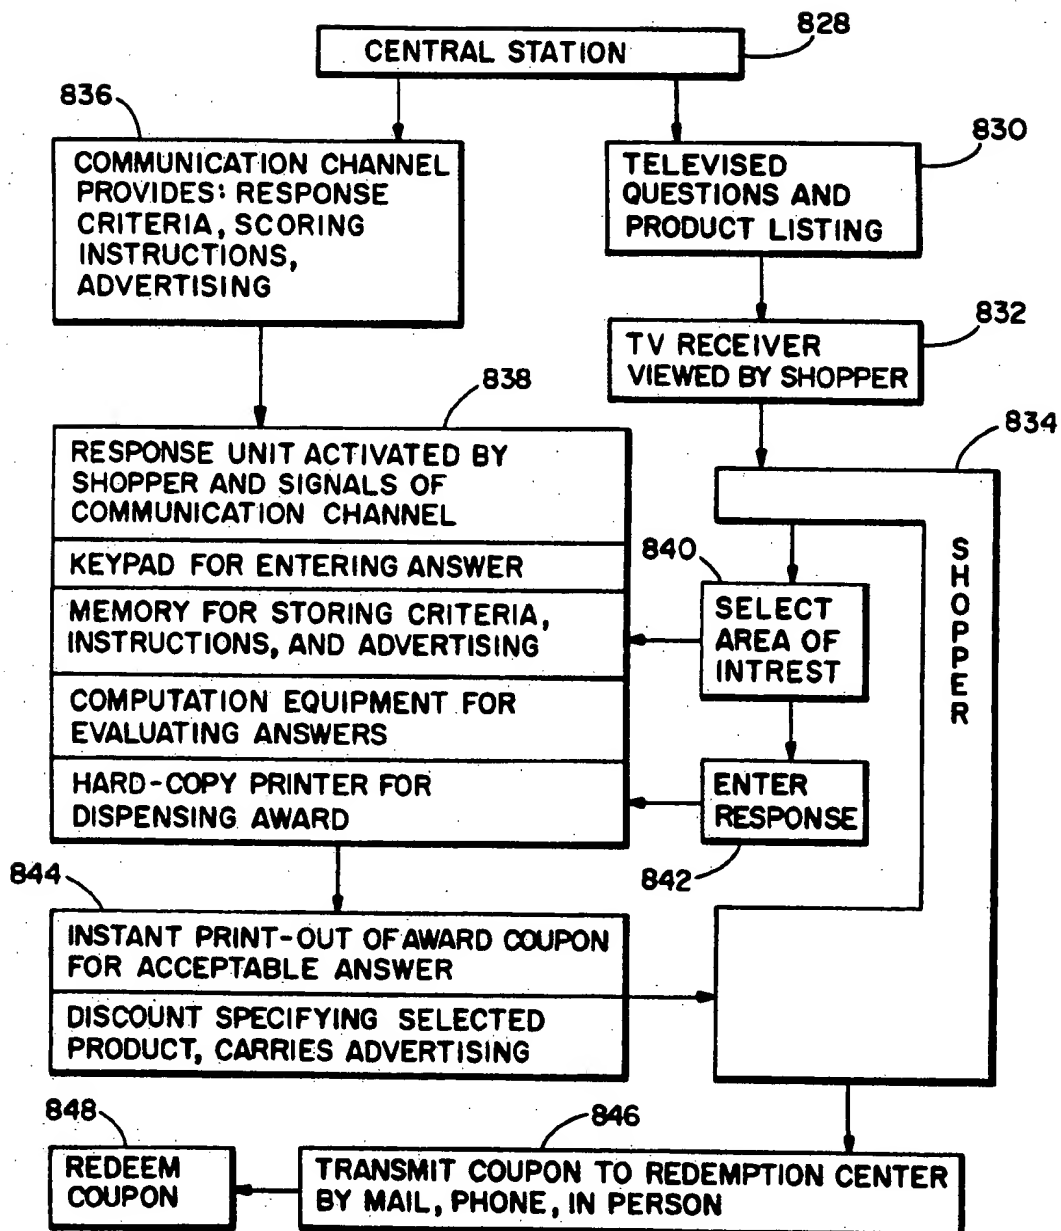 828
CENTRAL STATION
836
COMMUNICATION CHANNEL
PROVIDES: RESPONSE
CRITERIA, SCORING
INSTRUCTIONS,
ADVERTISING
830
TELEVISED
QUESTIONS AND
PRODUCT LISTING
832
TV RECEIVER
VIEWED BY SHOPPER
838
RESPONSE UNIT ACTIVATED BY
SHOPPER AND SIGNALS OF
COMMUNICATION CHANNEL
KEYPAD FOR ENTERING ANSWER
MEMORY FOR STORING CRITERIA,
INSTRUCTIONS, AND ADVERTISING
COMPUTATION EQUIPMENT FOR
EVALUATING ANSWERS
HARD-COPY PRINTER FOR
DISPENSING AWARD
834
SHOPPER
840
SELECT
AREA OF
INTREST
ENTER
RESPONSE
842
844
INSTANT PRINT-OUT OF AWARD COUPON
FOR ACCEPTABLE ANSWER
DISCOUNT SPECIFYING SELECTED
PRODUCT, CARRIES ADVERTISING
846
TRANSMIT COUPON TO REDEMPTION CENTER
BY MAIL, PHONE, IN PERSON
848
REDEEM
COUPON